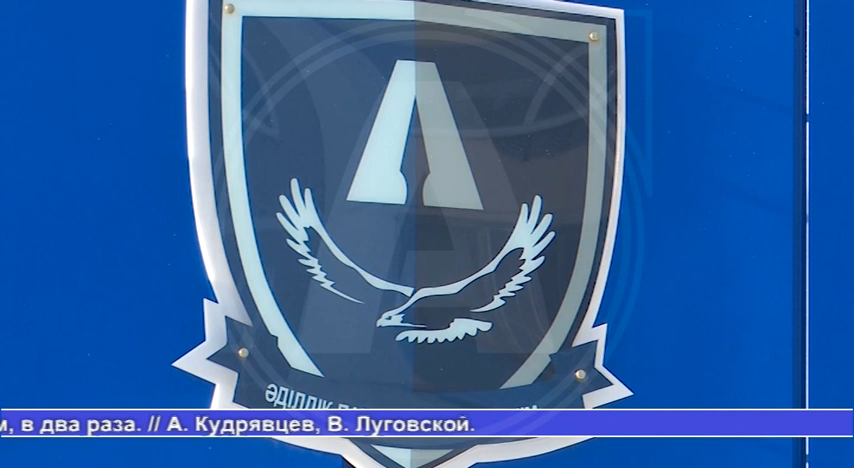 A
ӘДІЛДІК
м, в два раза. // А. Кудрявцев, В. Луговской.